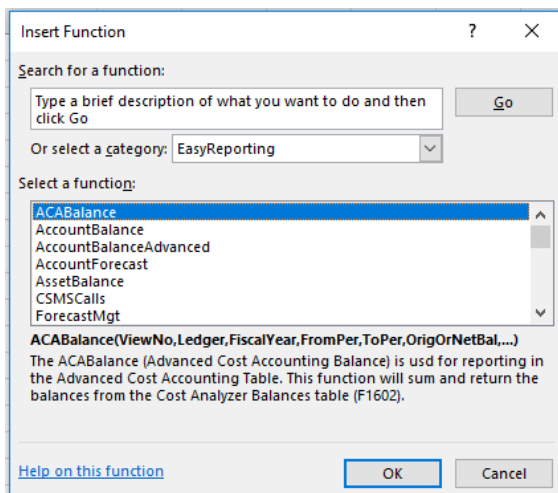 Insert Function
? ×
Search for a function:
Type a brief description of what you want to do and then
click Go
Go
Or select a category: EasyReporting
Select a function:
ACABalance
AccountBalance
AccountBalanceAdvanced
AccountForecast
AssetBalance
CSMSCalls
ForecastMgt
ACABalance(ViewNo,Ledger,FiscalYear,FromPer,ToPer,OrigOrNetBal,...)
The ACABalance (Advanced Cost Accounting Balance) is usd for reporting in
the Advanced Cost Accounting Table. This function will sum and return the
balances from the Cost Analyzer Balances table (F1602).
Help on this function
OK
Cancel